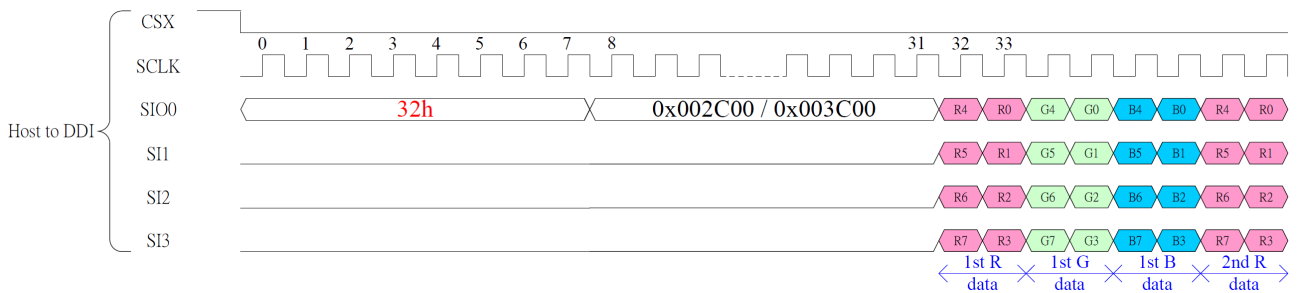 CSX
0 1 2 3 4 5 6 7 8 31 32 33
SCLK
SIO0 32h 0x002C00 / 0x003C00 R4 R0 G4 G0 B4 B0 R4 R0
Host to DDI
SI1 R5 R1 G5 G1 B5 B1 R5 R1
SI2 R6 R2 G6 G2 B6 B2 R6 R2
SI3 R7 R3 G7 G3 B7 B3 R7 R3
1st R 1st G 1st B 2nd R
data data data data